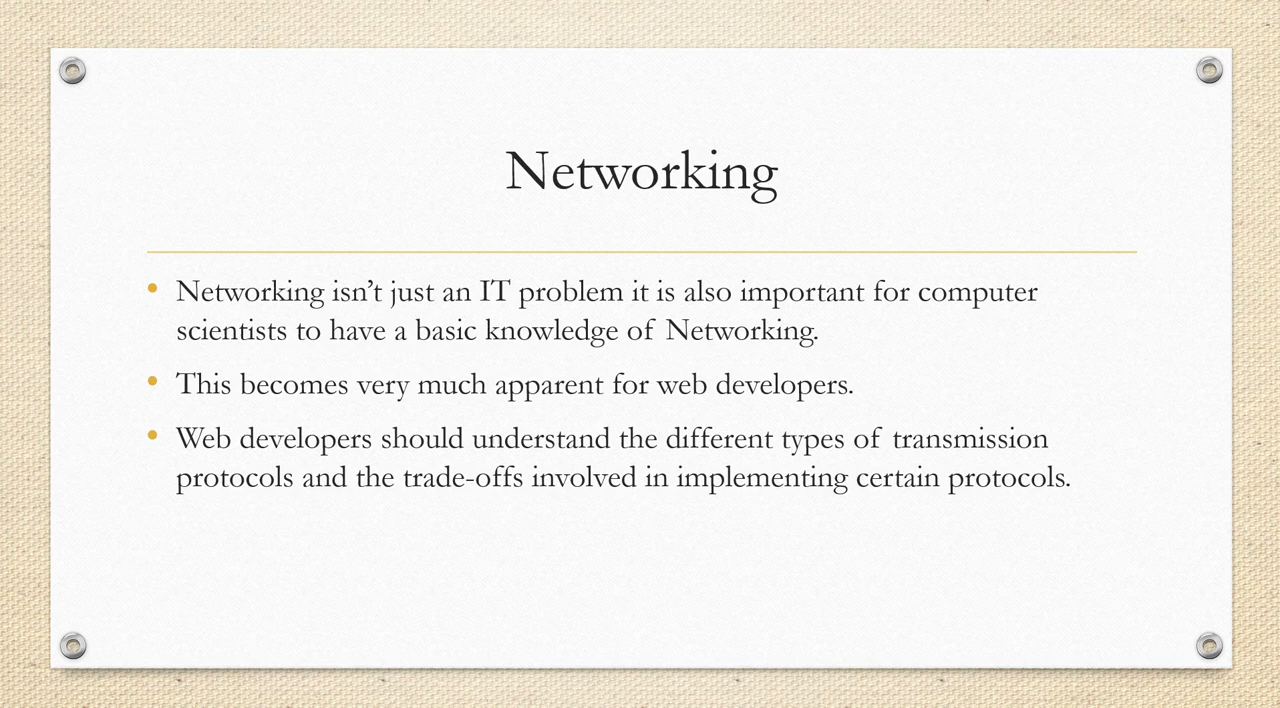 Networking
• Networking isn’t just an IT problem it is also important for computer
scientists to have a basic knowledge of Networking.
• This becomes very much apparent for web developers.
• Web developers should understand the different types of transmission
protocols and the trade-offs involved in implementing certain protocols.